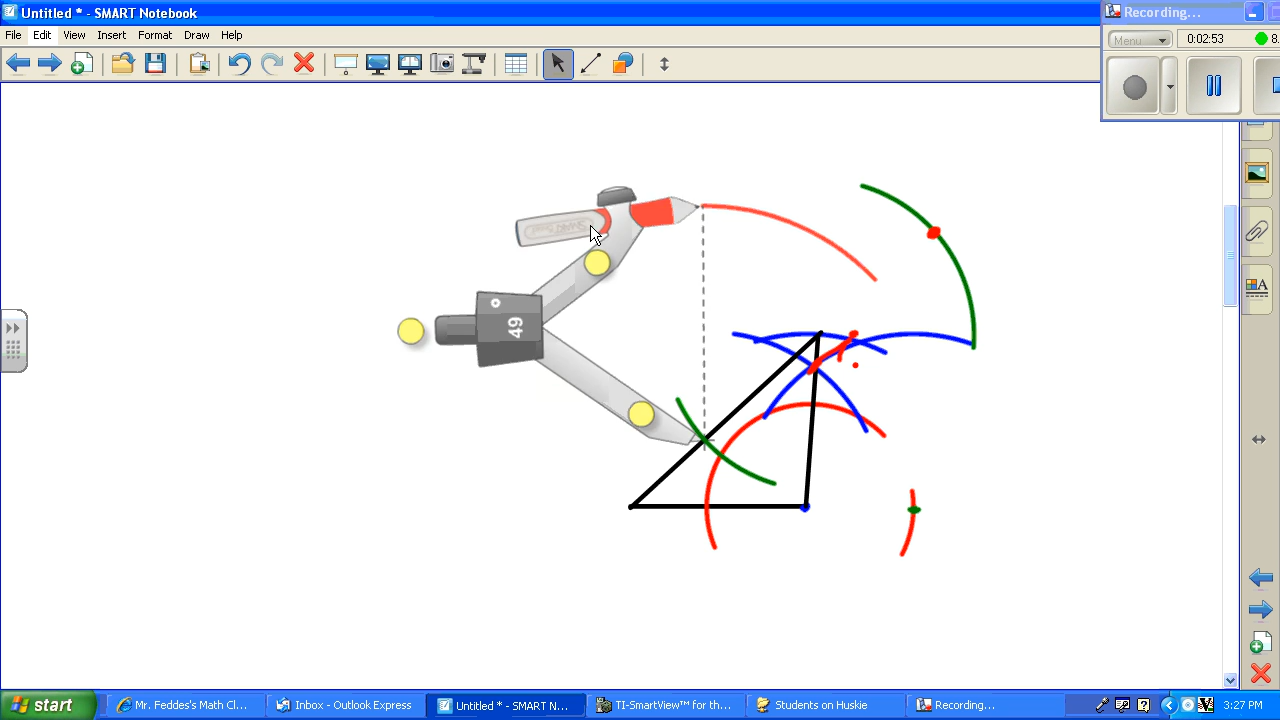 Untitled * - SMART Notebook
Recording...
File Edit View Insert Format Draw Help
Menu
0:02:53
8.
49
start
Mr. Feddes's Math Cl...
Inbox - Outlook Express
Untitled * - SMART N...
TI-SmartView™ for th...
Students on Huskie
Recording...
3:27 PM